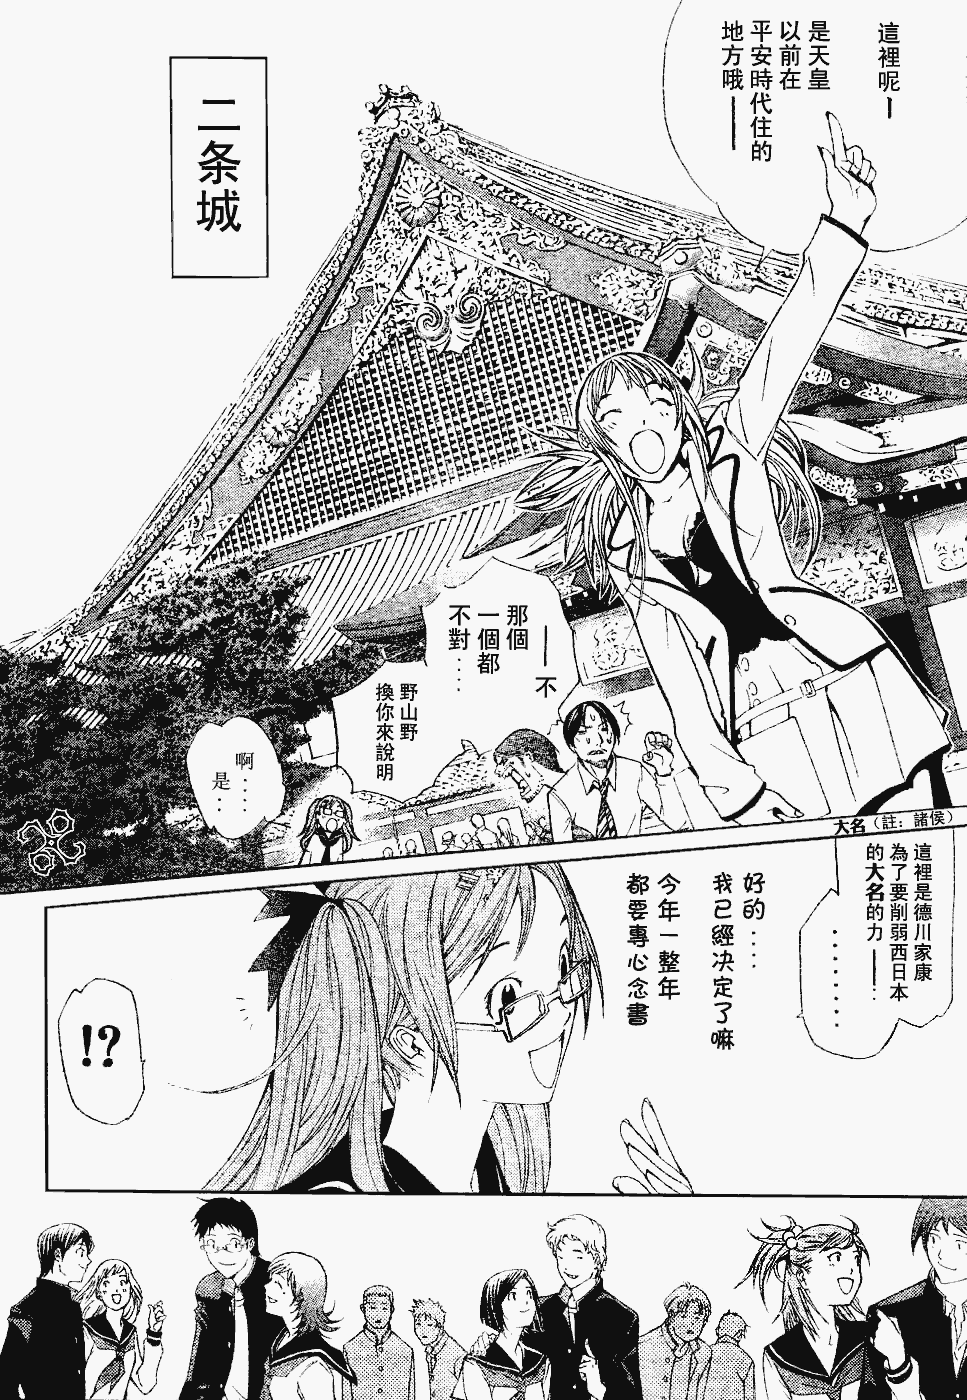 這裡呢—
是天皇
以前在
平安時代住的
地方哦——
二条城
——不
那個
一個都
不對‥‥
野山野
換你來說明
啊‥‥
是‥‥
大名（註：諸侯）
這裡是德川家康
為了要削弱西日本
的大名的力——‥
‥‥‥‥
好的‥‥
我已經决定了嘛
今年一整年
都要專心念書
!?